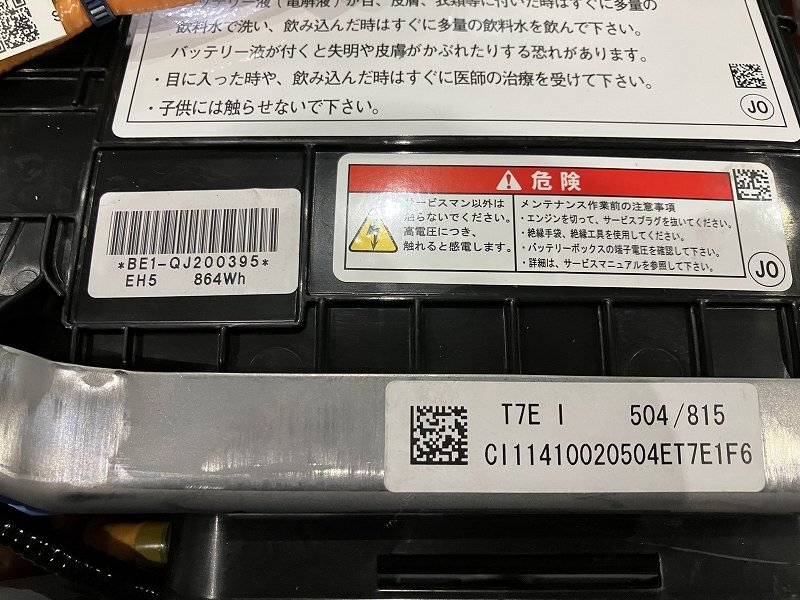 バッテリー液（電解液）が目、皮膚、衣類等に付いた時はすぐに多量の
飲料水で洗い、飲み込んだ時はすぐに多量の飲料水を飲んで下さい。
バッテリー液が付くと失明や皮膚がかぶれたりする恐れがあります。
・目に入った時や、飲み込んだ時はすぐに医師の治療を受けて下さい。
・子供には触らせないで下さい。
JO
*BE1-QJ200395*
EH5 864Wh
危険
サービスマン以外は
触らないでください。
高電圧につき、
触れると感電します。
メンテナンス作業前の注意事項
・エンジンを切って、サービスプラグを抜いてください。
・絶縁手袋、絶縁工具を使用してください。
・バッテリーボックスの端子電圧を確認して下さい。
・詳細は、サービスマニュアルを参照して下さい。
JO
T7E I 504/815
CI11410020504ET7E1F6